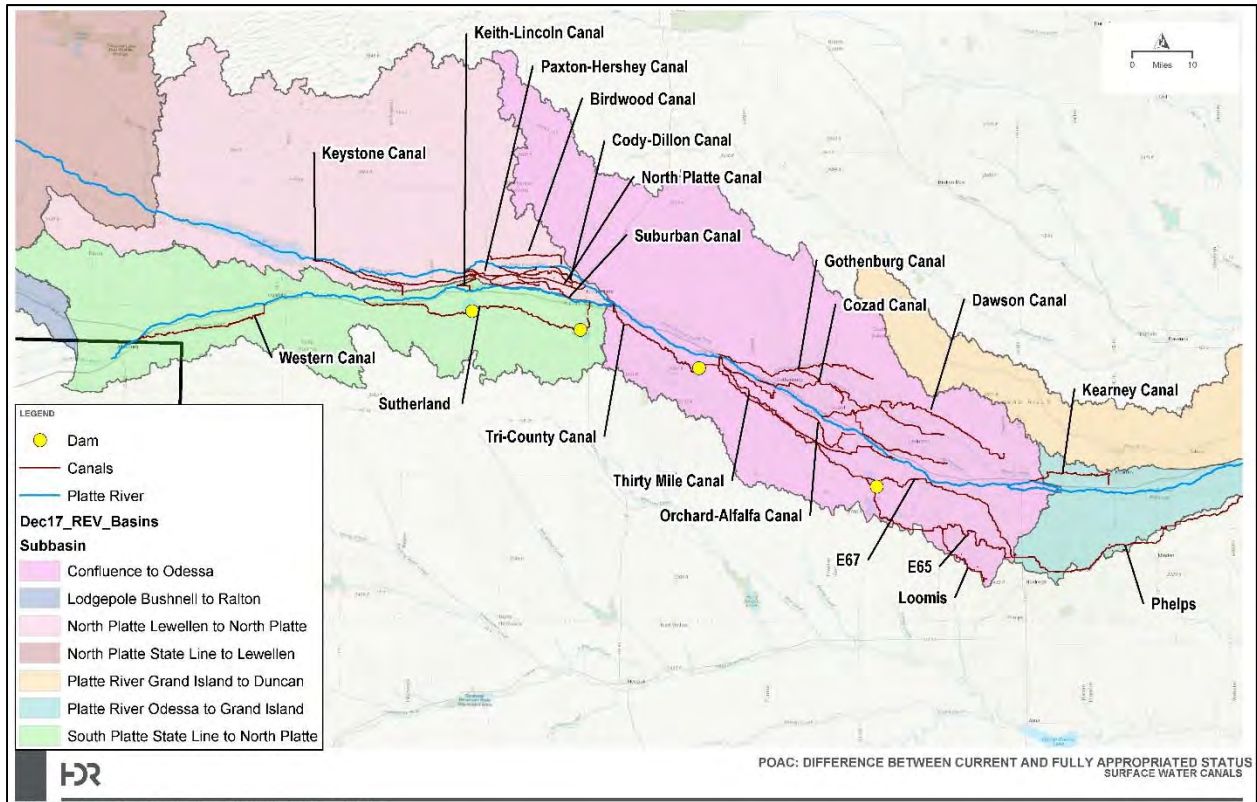 Keith-Lincoln Canal
Paxton-Hershey Canal
Birdwood Canal
Cody-Dillon Canal
Keystone Canal
North Platte Canal
Suburban Canal
0 Miles 10
Gothenburg Canal
Cozad Canal
Dawson Canal
Western Canal
Kearney Canal
Sutherland
Tri-County Canal
Thirty Mile Canal
Orchard-Alfalfa Canal
E67
E65
Loomis
Phelps
LEGEND
Dam
Canals
Platte River
Dec17_REV_Basins
Subbasin
Confluence to Odessa
Lodgepole Bushnell to Ralton
North Platte Lewellen to North Platte
North Platte State Line to Lewellen
Platte River Grand Island to Duncan
Platte River Odessa to Grand Island
South Platte State Line to North Platte
HDR
POAC: DIFFERENCE BETWEEN CURRENT AND FULLY APPROPRIATED STATUS
SURFACE WATER CANALS